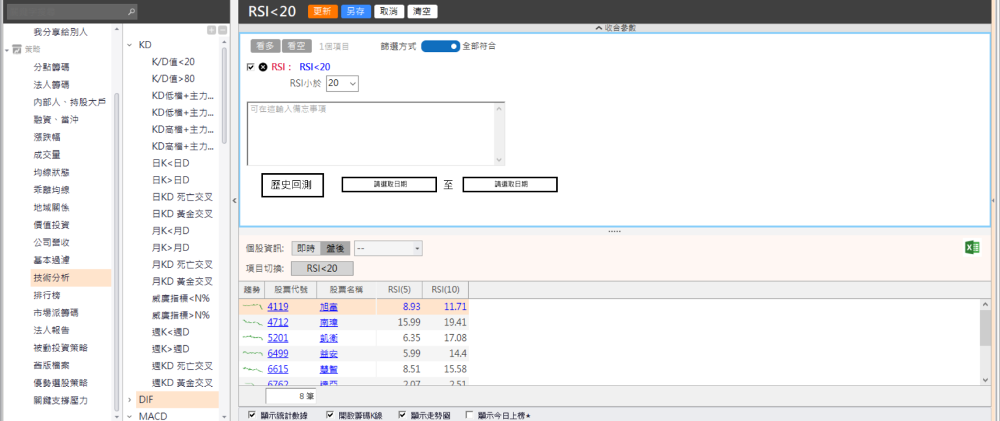 我分享給別人
策略
分點籌碼
法人籌碼
內部人、持股大戶
融資、當沖
漲跌幅
成交量
均線狀態
乖離均線
地域關係
價值投資
公司營收
基本過濾
技術分析
排行榜
市場派籌碼
法人報告
被動投資策略
舊版檔案
優勢選股策略
關鍵支撐壓力
KD
K/D值<20
K/D值>80
KD低檔+主力...
KD低檔+主力...
KD高檔+主力...
KD高檔+主力...
日K<日D
日K>日D
日KD 死亡交叉
日KD 黃金交叉
月K<月D
月K>月D
月KD 死亡交叉
月KD 黃金交叉
威廉指標<N%
威廉指標>N%
週K<週D
週K>週D
週KD 死亡交叉
週KD 黃金交叉
DIF
MACD
RSI<20 更新 另存 取消 清空
收合參數
看多 看空 1個項目 篩選方式 全部符合
RSI： RSI<20
RSI小於 20
可在這輸入備忘事項
歷史回測 請選取日期 至 請選取日期
個股資訊: 即時 盤後 --
項目切換: RSI<20
趨勢 股票代號 股票名稱 RSI(5) RSI(10)
4119 旭富 8.93 11.71
4712 南璋 15.99 19.41
5201 凱衛 6.35 17.08
6499 益安 5.99 14.4
6615 慧智 8.51 15.58
6762 達亞 2.07 2.51
8 筆
顯示統計數據 開啟籌碼K線 顯示走勢圖 顯示今日上榜★